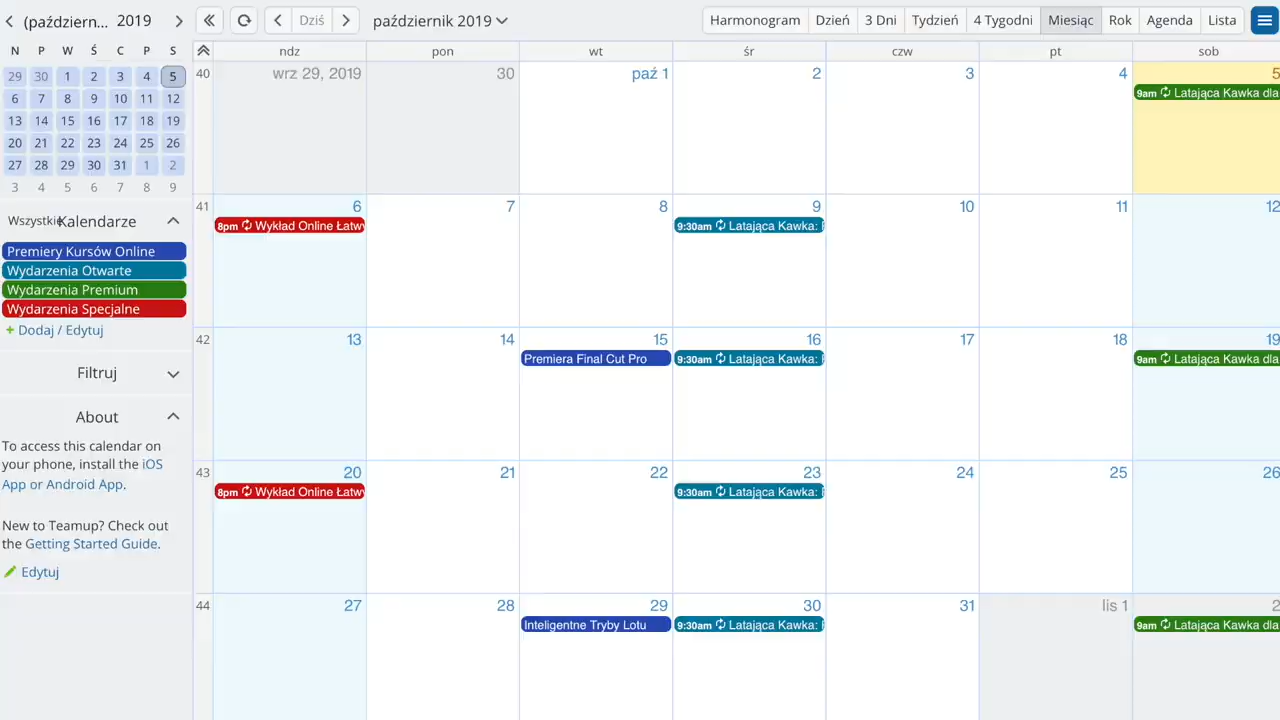 (październ... 2019
N P W Ś C P S
29 30 1 2 3 4 5
6 7 8 9 10 11 12
13 14 15 16 17 18 19
20 21 22 23 24 25 26
27 28 29 30 31 1 2
3 4 5 6 7 8 9
Wszystkie Kalendarze
Premiery Kursów Online
Wydarzenia Otwarte
Wydarzenia Premium
Wydarzenia Specjalne
+ Dodaj / Edytuj
Filtruj
About
To access this calendar on
your phone, install the iOS
App or Android App.
New to Teamup? Check out
the Getting Started Guide.
Edytuj
Dziś październik 2019 Harmonogram Dzień 3 Dni Tydzień 4 Tygodni Miesiąc Rok Agenda Lista
ndz pon wt śr czw pt sob
40 wrz 29, 2019 30 paź 1 2 3 4 5
9am Latająca Kawka dla
41 6 7 8 9 10 11 12
8pm Wykład Online Łatw 9:30am Latająca Kawka:
42 13 14 15 16 17 18 19
Premiera Final Cut Pro 9:30am Latająca Kawka: 9am Latająca Kawka dla
43 20 21 22 23 24 25 26
8pm Wykład Online Łatw 9:30am Latająca Kawka:
44 27 28 29 30 31 lis 1 2
Inteligentne Tryby Lotu 9:30am Latająca Kawka: 9am Latająca Kawka dla